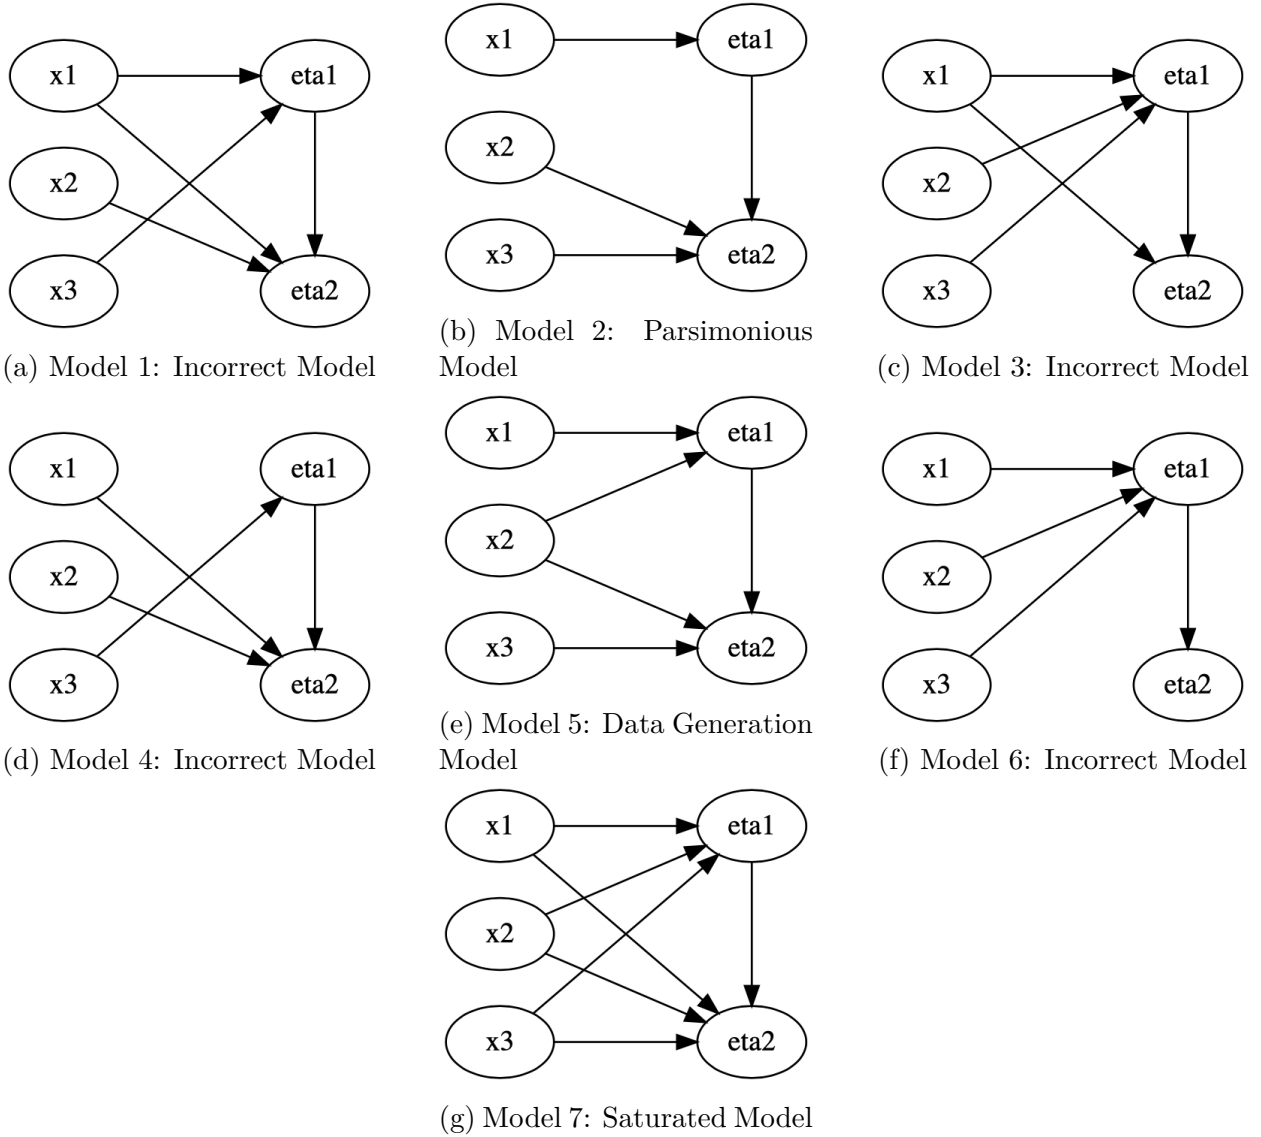 x1 eta1
x2
x3 eta2
(a) Model 1: Incorrect Model
x1 eta1
x2
x3 eta2
(b) Model 2: Parsimonious
Model
x1 eta1
x2
x3 eta2
(c) Model 3: Incorrect Model
x1 eta1
x2
x3 eta2
(d) Model 4: Incorrect Model
x1 eta1
x2
x3 eta2
(e) Model 5: Data Generation
Model
x1 eta1
x2
x3 eta2
(f) Model 6: Incorrect Model
x1 eta1
x2
x3 eta2
(g) Model 7: Saturated Model